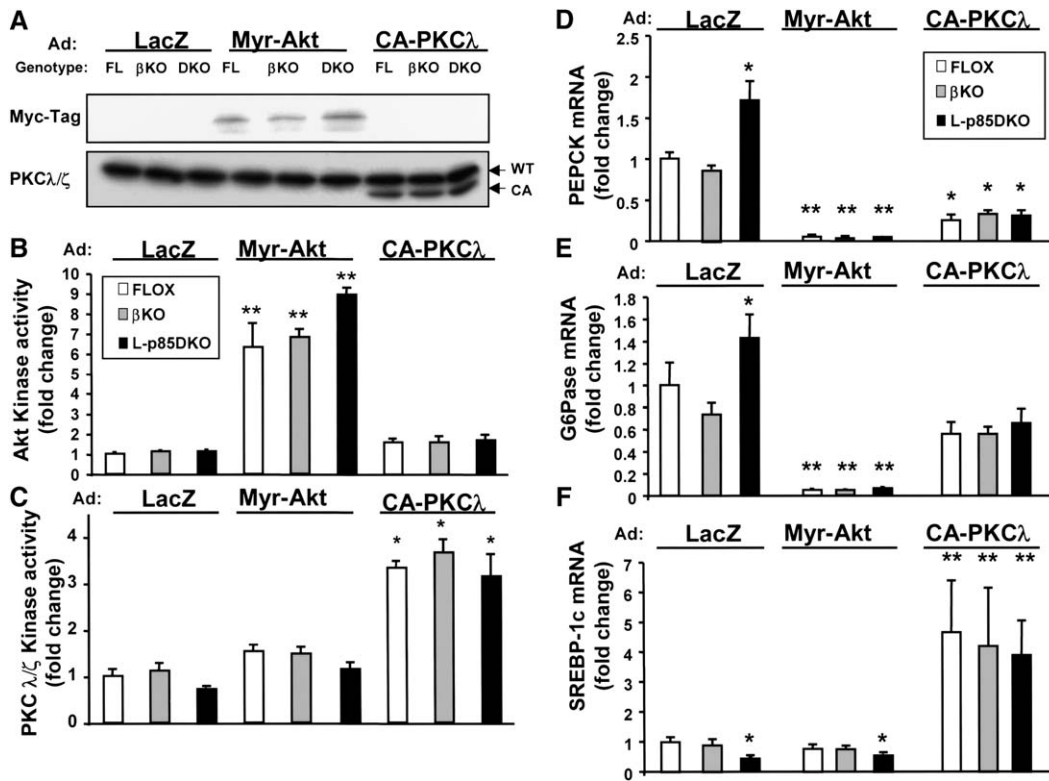 A
Ad: LacZ Myr-Akt CA-PKCλ
Genotype: FL βKO DKO FL βKO DKO FL βKO DKO
Myc-Tag
PKCλ/ζ
WT
CA
B
Ad: LacZ Myr-Akt CA-PKCλ
Akt Kinase activity
(fold change)
10
9
8
7
6
5
4
3
2
1
0
FLOX
βKO
L-p85DKO
** ** **
C
Ad: LacZ Myr-Akt CA-PKCλ
PKC λ/ζ Kinase activity
(fold change)
4
3
2
1
0
* * *
D
Ad: LacZ Myr-Akt CA-PKCλ
PEPCK mRNA
(fold change)
2.5
2
1.5
1
0.5
0
FLOX
βKO
L-p85DKO
*
** ** **
* * *
E
Ad: LacZ Myr-Akt CA-PKCλ
G6Pase mRNA
(fold change)
1.8
1.6
1.4
1.2
1.0
0.8
0.6
0.4
0.2
0
*
** ** **
F
Ad: LacZ Myr-Akt CA-PKCλ
SREBP-1c mRNA
(fold change)
7
6
5
4
3
2
1
0
* *
** ** **